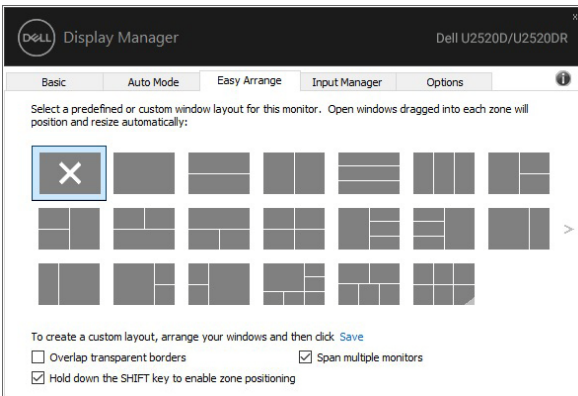 DELL Display Manager Dell U2520D/U2520DR
Basic Auto Mode Easy Arrange Input Manager Options
Select a predefined or custom window layout for this monitor. Open windows dragged into each zone will
position and resize automatically:
To create a custom layout, arrange your windows and then click Save
Overlap transparent borders Span multiple monitors
Hold down the SHIFT key to enable zone positioning